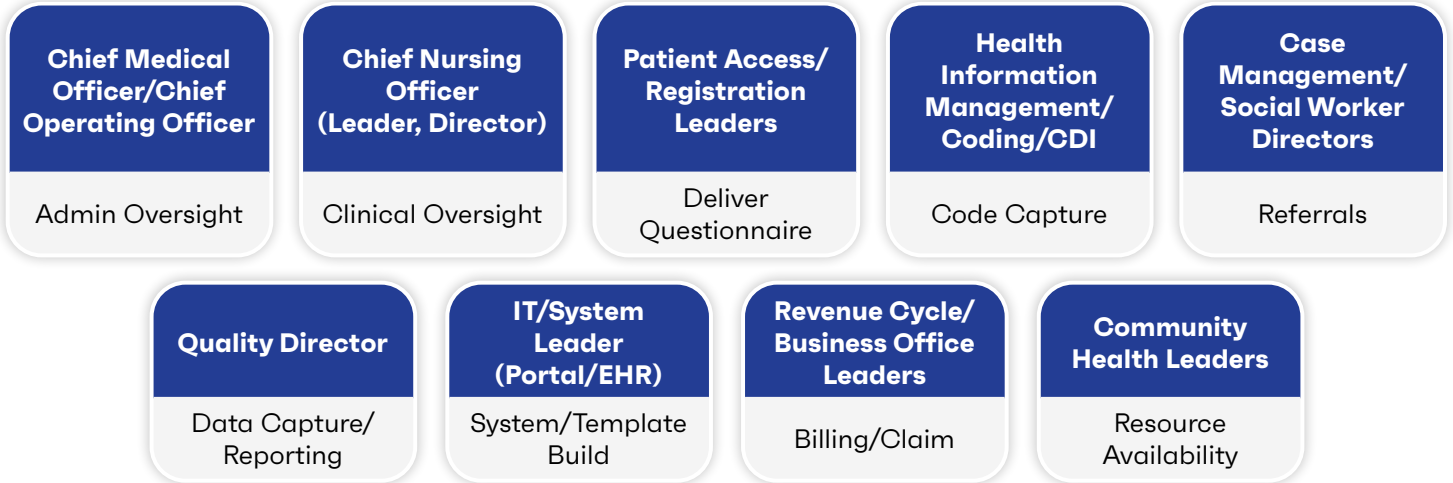 Chief Medical
Officer/Chief
Operating Officer
Admin Oversight
Chief Nursing
Officer
(Leader, Director)
Clinical Oversight
Patient Access/
Registration
Leaders
Deliver
Questionnaire
Health
Information
Management/
Coding/CDI
Code Capture
Case
Management/
Social Worker
Directors
Referrals
Quality Director
Data Capture/
Reporting
IT/System
Leader
(Portal/EHR)
System/Template
Build
Revenue Cycle/
Business Office
Leaders
Billing/Claim
Community
Health Leaders
Resource
Availability